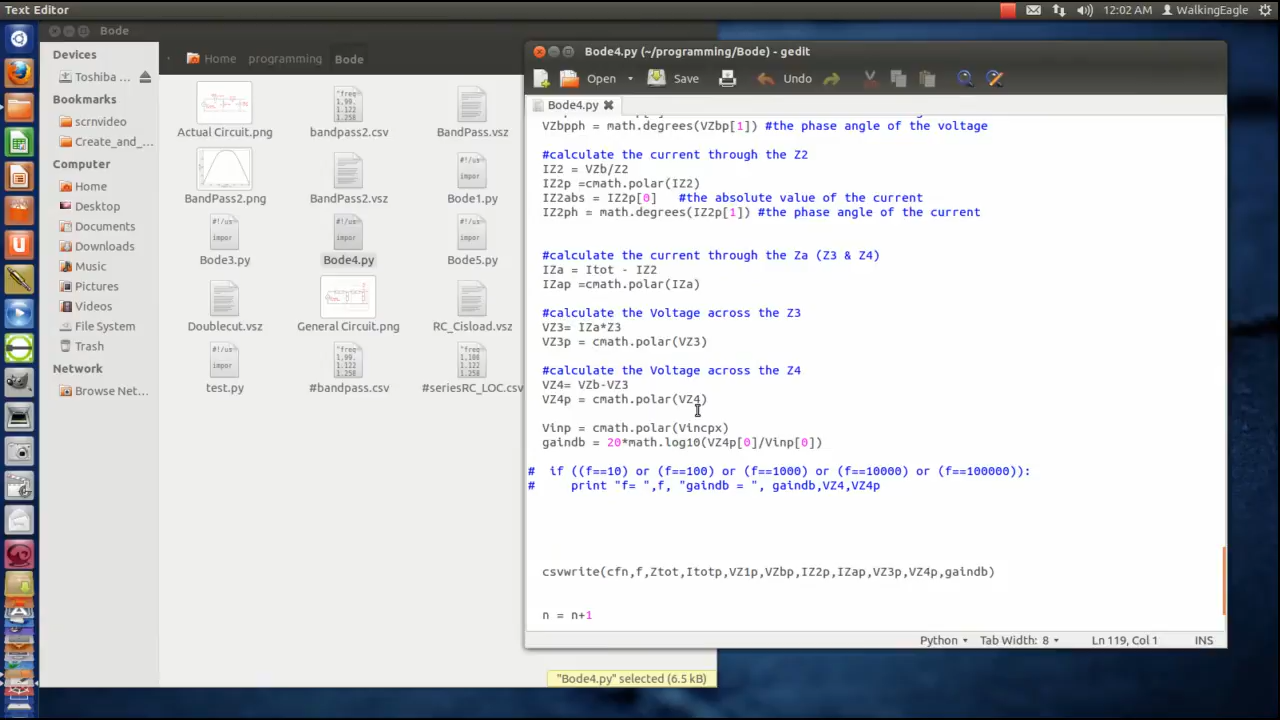 Text Editor
12:02 AM
WalkingEagle
Bode
Devices
Toshiba ...
Bookmarks
scrnvideo
Create_and_...
Computer
Home
Desktop
Documents
Downloads
Music
Pictures
Videos
File System
Trash
Network
Browse Net...
Home
programming
Bode
Actual Circuit.png
bandpass2.csv
BandPass.vsz
BandPass2.png
BandPass2.vsz
Bode1.py
Bode3.py
Bode4.py
Bode5.py
Doublecut.vsz
General Circuit.png
RC_Cisload.vsz
test.py
#bandpass.csv
#seriesRC_LOC.csv
"Bode4.py" selected (6.5 kB)
Bode4.py (~/programming/Bode) - gedit
Open
Save
Undo
Bode4.py
VZbpph = math.degrees(VZbp[1]) #the phase angle of the voltage
#calculate the current through the Z2
IZ2 = VZb/Z2
IZ2p =cmath.polar(IZ2)
IZ2abs = IZ2p[0] #the absolute value of the current
IZ2ph = math.degrees(IZ2p[1]) #the phase angle of the current
#calculate the current through the Za (Z3 & Z4)
IZa = Itot - IZ2
IZap =cmath.polar(IZa)
#calculate the Voltage across the Z3
VZ3= IZa*Z3
VZ3p = cmath.polar(VZ3)
#calculate the Voltage across the Z4
VZ4= VZb-VZ3
VZ4p = cmath.polar(VZ4)
Vinp = cmath.polar(Vincpx)
gaindb = 20*math.log10(VZ4p[0]/Vinp[0])
# if ((f==10) or (f==100) or (f==1000) or (f==10000) or (f==100000)):
# print "f= ",f, "gaindb = ", gaindb,VZ4,VZ4p
csvwrite(cfn,f,Ztot,Itotp,VZ1p,VZbp,IZ2p,IZap,VZ3p,VZ4p,gaindb)
n = n+1
Python
Tab Width: 8
Ln 119, Col 1
INS